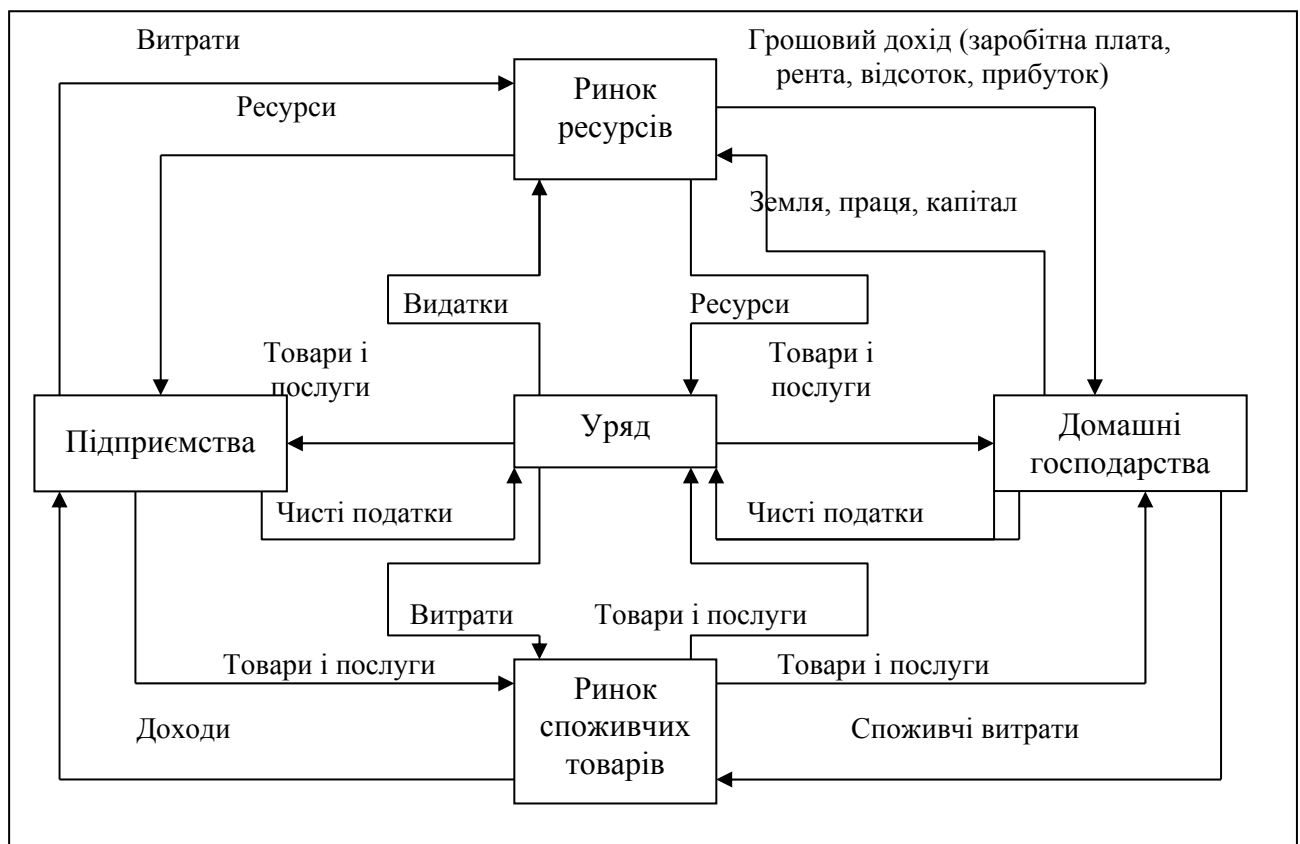 Витрати
Грошовий дохід (заробітна плата,
рента, відсоток, прибуток)
Ринок
ресурсів
Ресурси
Земля, праця, капітал
Видатки
Ресурси
Товари і
послуги
Товари і
послуги
Підприємства
Уряд
Домашні
господарства
Чисті податки
Чисті податки
Витрати
Товари і послуги
Товари і послуги
Товари і послуги
Ринок
споживчих
товарів
Доходи
Споживчі витрати